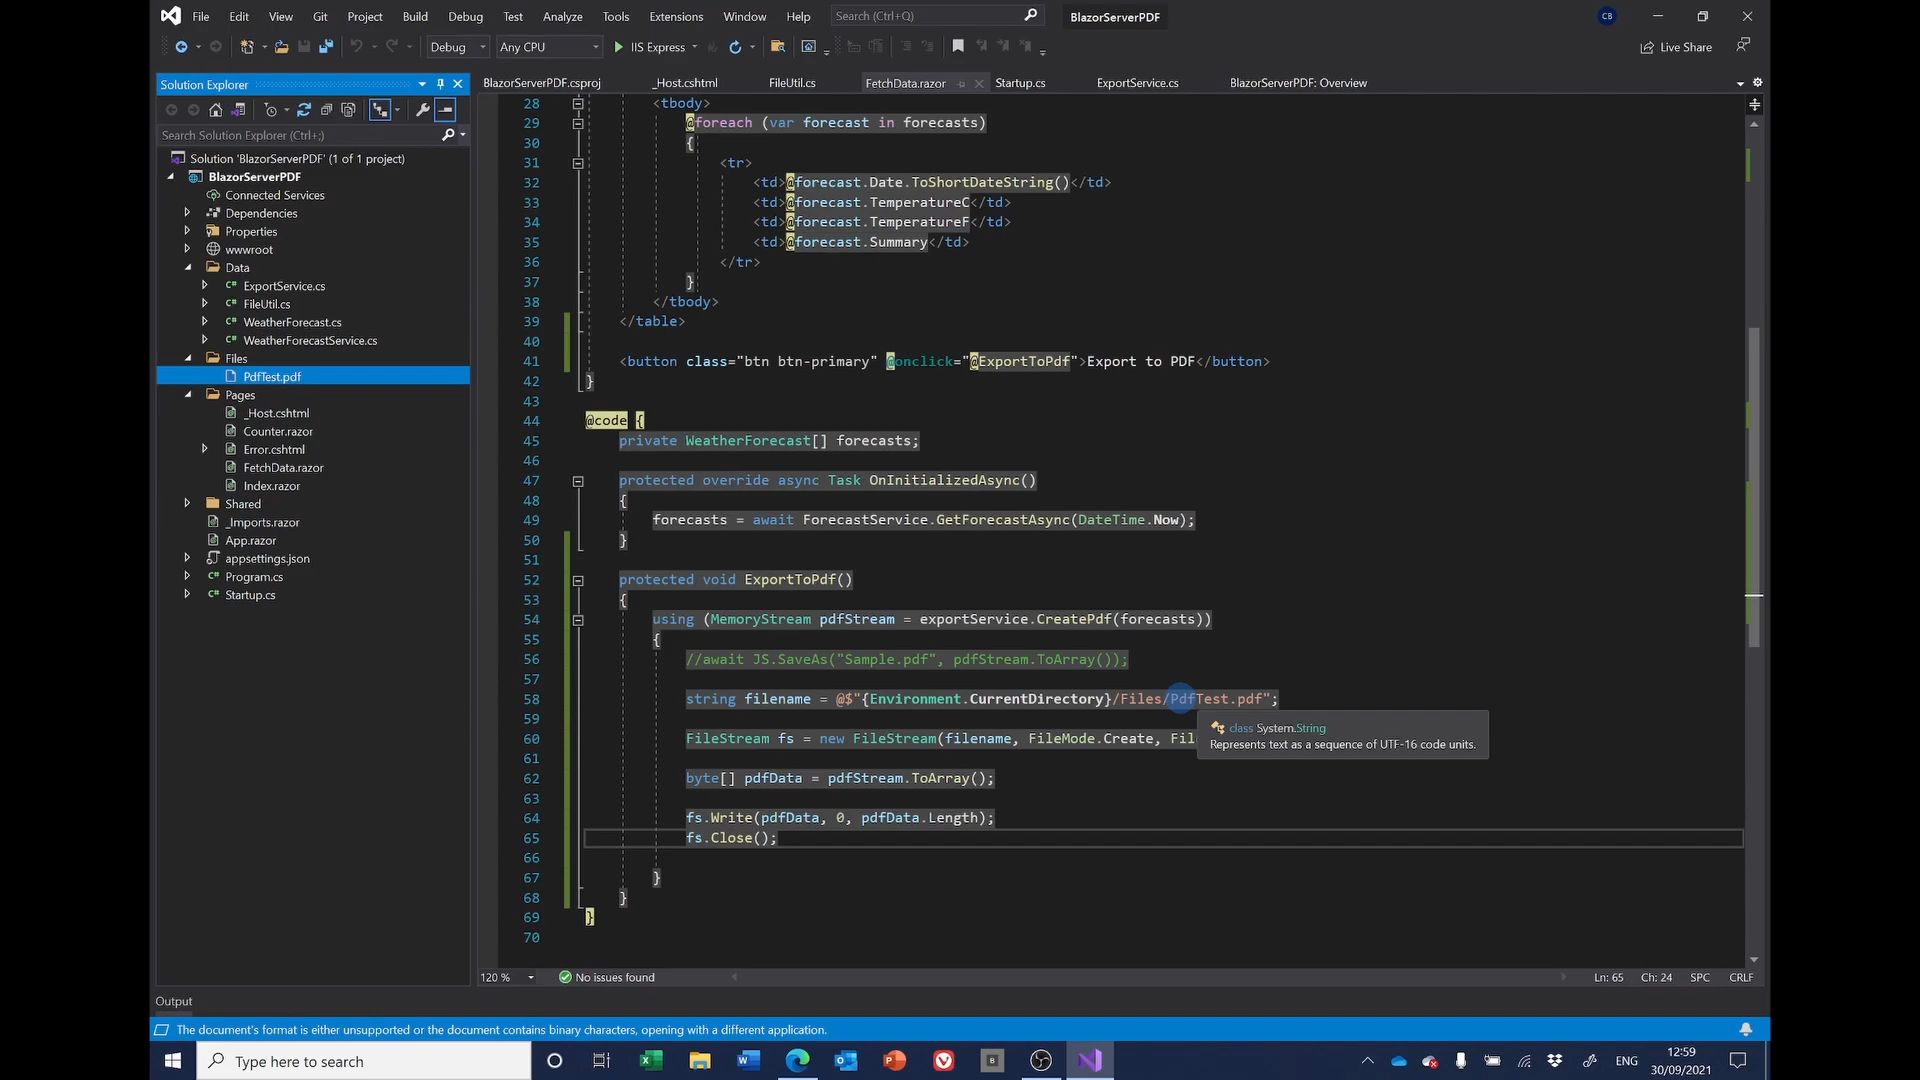 File Edit View Git Project Build Debug Test Analyze Tools Extensions Window Help Search (Ctrl+Q) BlazorServerPDF CB
Debug Any CPU IIS Express Live Share
Solution Explorer
Search Solution Explorer (Ctrl+;)
Solution 'BlazorServerPDF' (1 of 1 project)
BlazorServerPDF
Connected Services
Dependencies
Properties
wwwroot
Data
ExportService.cs
FileUtil.cs
WeatherForecast.cs
WeatherForecastService.cs
Files
PdfTest.pdf
Pages
_Host.cshtml
Counter.razor
Error.cshtml
FetchData.razor
Index.razor
Shared
_Imports.razor
App.razor
appsettings.json
Program.cs
Startup.cs
BlazorServerPDF.csproj _Host.cshtml FileUtil.cs FetchData.razor Startup.cs ExportService.cs BlazorServerPDF: Overview
28 <tbody>
29 @foreach (var forecast in forecasts)
30 {
31 <tr>
32 <td>@forecast.Date.ToShortDateString()</td>
33 <td>@forecast.TemperatureC</td>
34 <td>@forecast.TemperatureF</td>
35 <td>@forecast.Summary</td>
36 </tr>
37 }
38 </tbody>
39 </table>
40
41 <button class="btn btn-primary" @onclick="@ExportToPdf">Export to PDF</button>
42 }
43
44 @code {
45 private WeatherForecast[] forecasts;
46
47 protected override async Task OnInitializedAsync()
48 {
49 forecasts = await ForecastService.GetForecastAsync(DateTime.Now);
50 }
51
52 protected void ExportToPdf()
53 {
54 using (MemoryStream pdfStream = exportService.CreatePdf(forecasts))
55 {
56 //await JS.SaveAs("Sample.pdf", pdfStream.ToArray());
57
58 string filename = @$"{Environment.CurrentDirectory}/Files/PdfTest.pdf";
59
60 FileStream fs = new FileStream(filename, FileMode.Create, Fil
61
62 byte[] pdfData = pdfStream.ToArray();
63
64 fs.Write(pdfData, 0, pdfData.Length);
65 fs.Close();
66
67 }
68 }
69 }
70
class System.String
Represents text as a sequence of UTF-16 code units.
120 % No issues found Ln: 65 Ch: 24 SPC CRLF
Output
The document's format is either unsupported or the document contains binary characters, opening with a different application.
Type here to search
ENG
12:59
30/09/2021